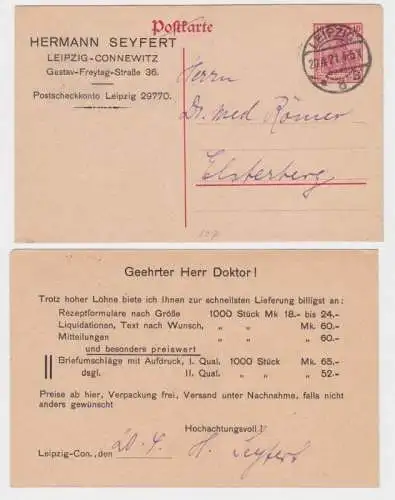 Postkarte
HERMANN SEYFERT
LEIPZIG-CONNEWITZ
Gustav-Freytag-Straße 36.
Postscheckkonto Leipzig 29770.
LEIPZIG
Herrn
Dr. med Römer
Elsterberg
Geehrter Herr Doktor!
Trotz hoher Löhne biete ich Ihnen zur schnellsten Lieferung billigst an:
Rezeptformulare nach Größe 1000 Stück Mk 18.- bis 24.-
Liquidationen, Text nach Wunsch, „ „ Mk. 60.-
Mitteilungen „ „ „ 60.-
und besonders preiswert
Briefumschläge mit Aufdruck, I. Qual. 1000 Stück Mk. 65.-
dsgl. II. Qual. „ „ „ 52.-
Preise ab hier, Verpackung frei, Versand unter Nachnahme, falls nicht
anders gewünscht
Hochachtungsvoll!
Leipzig-Con., den 20.4. H. Seyfert